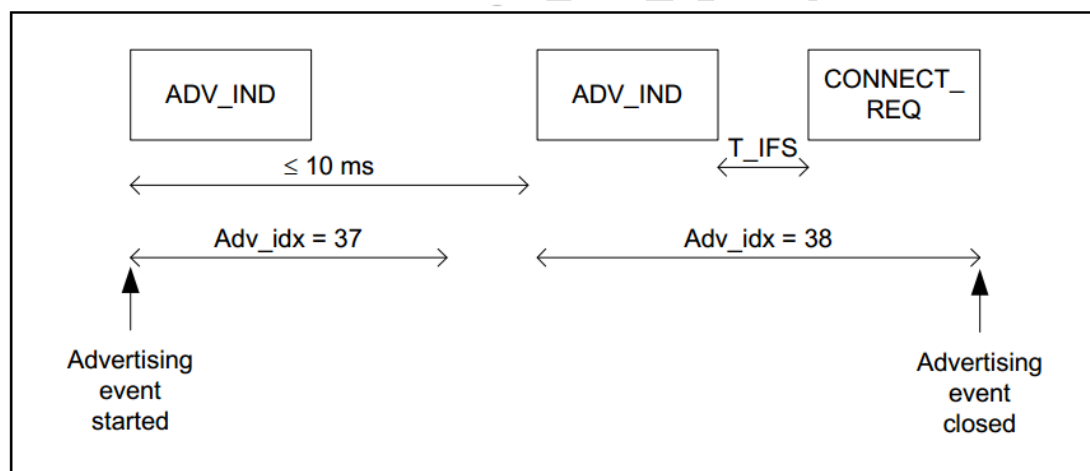 ADV_IND
ADV_IND
CONNECT_
REQ
T_IFS
≤ 10 ms
Adv_idx = 37
Adv_idx = 38
Advertising
event
started
Advertising
event
closed